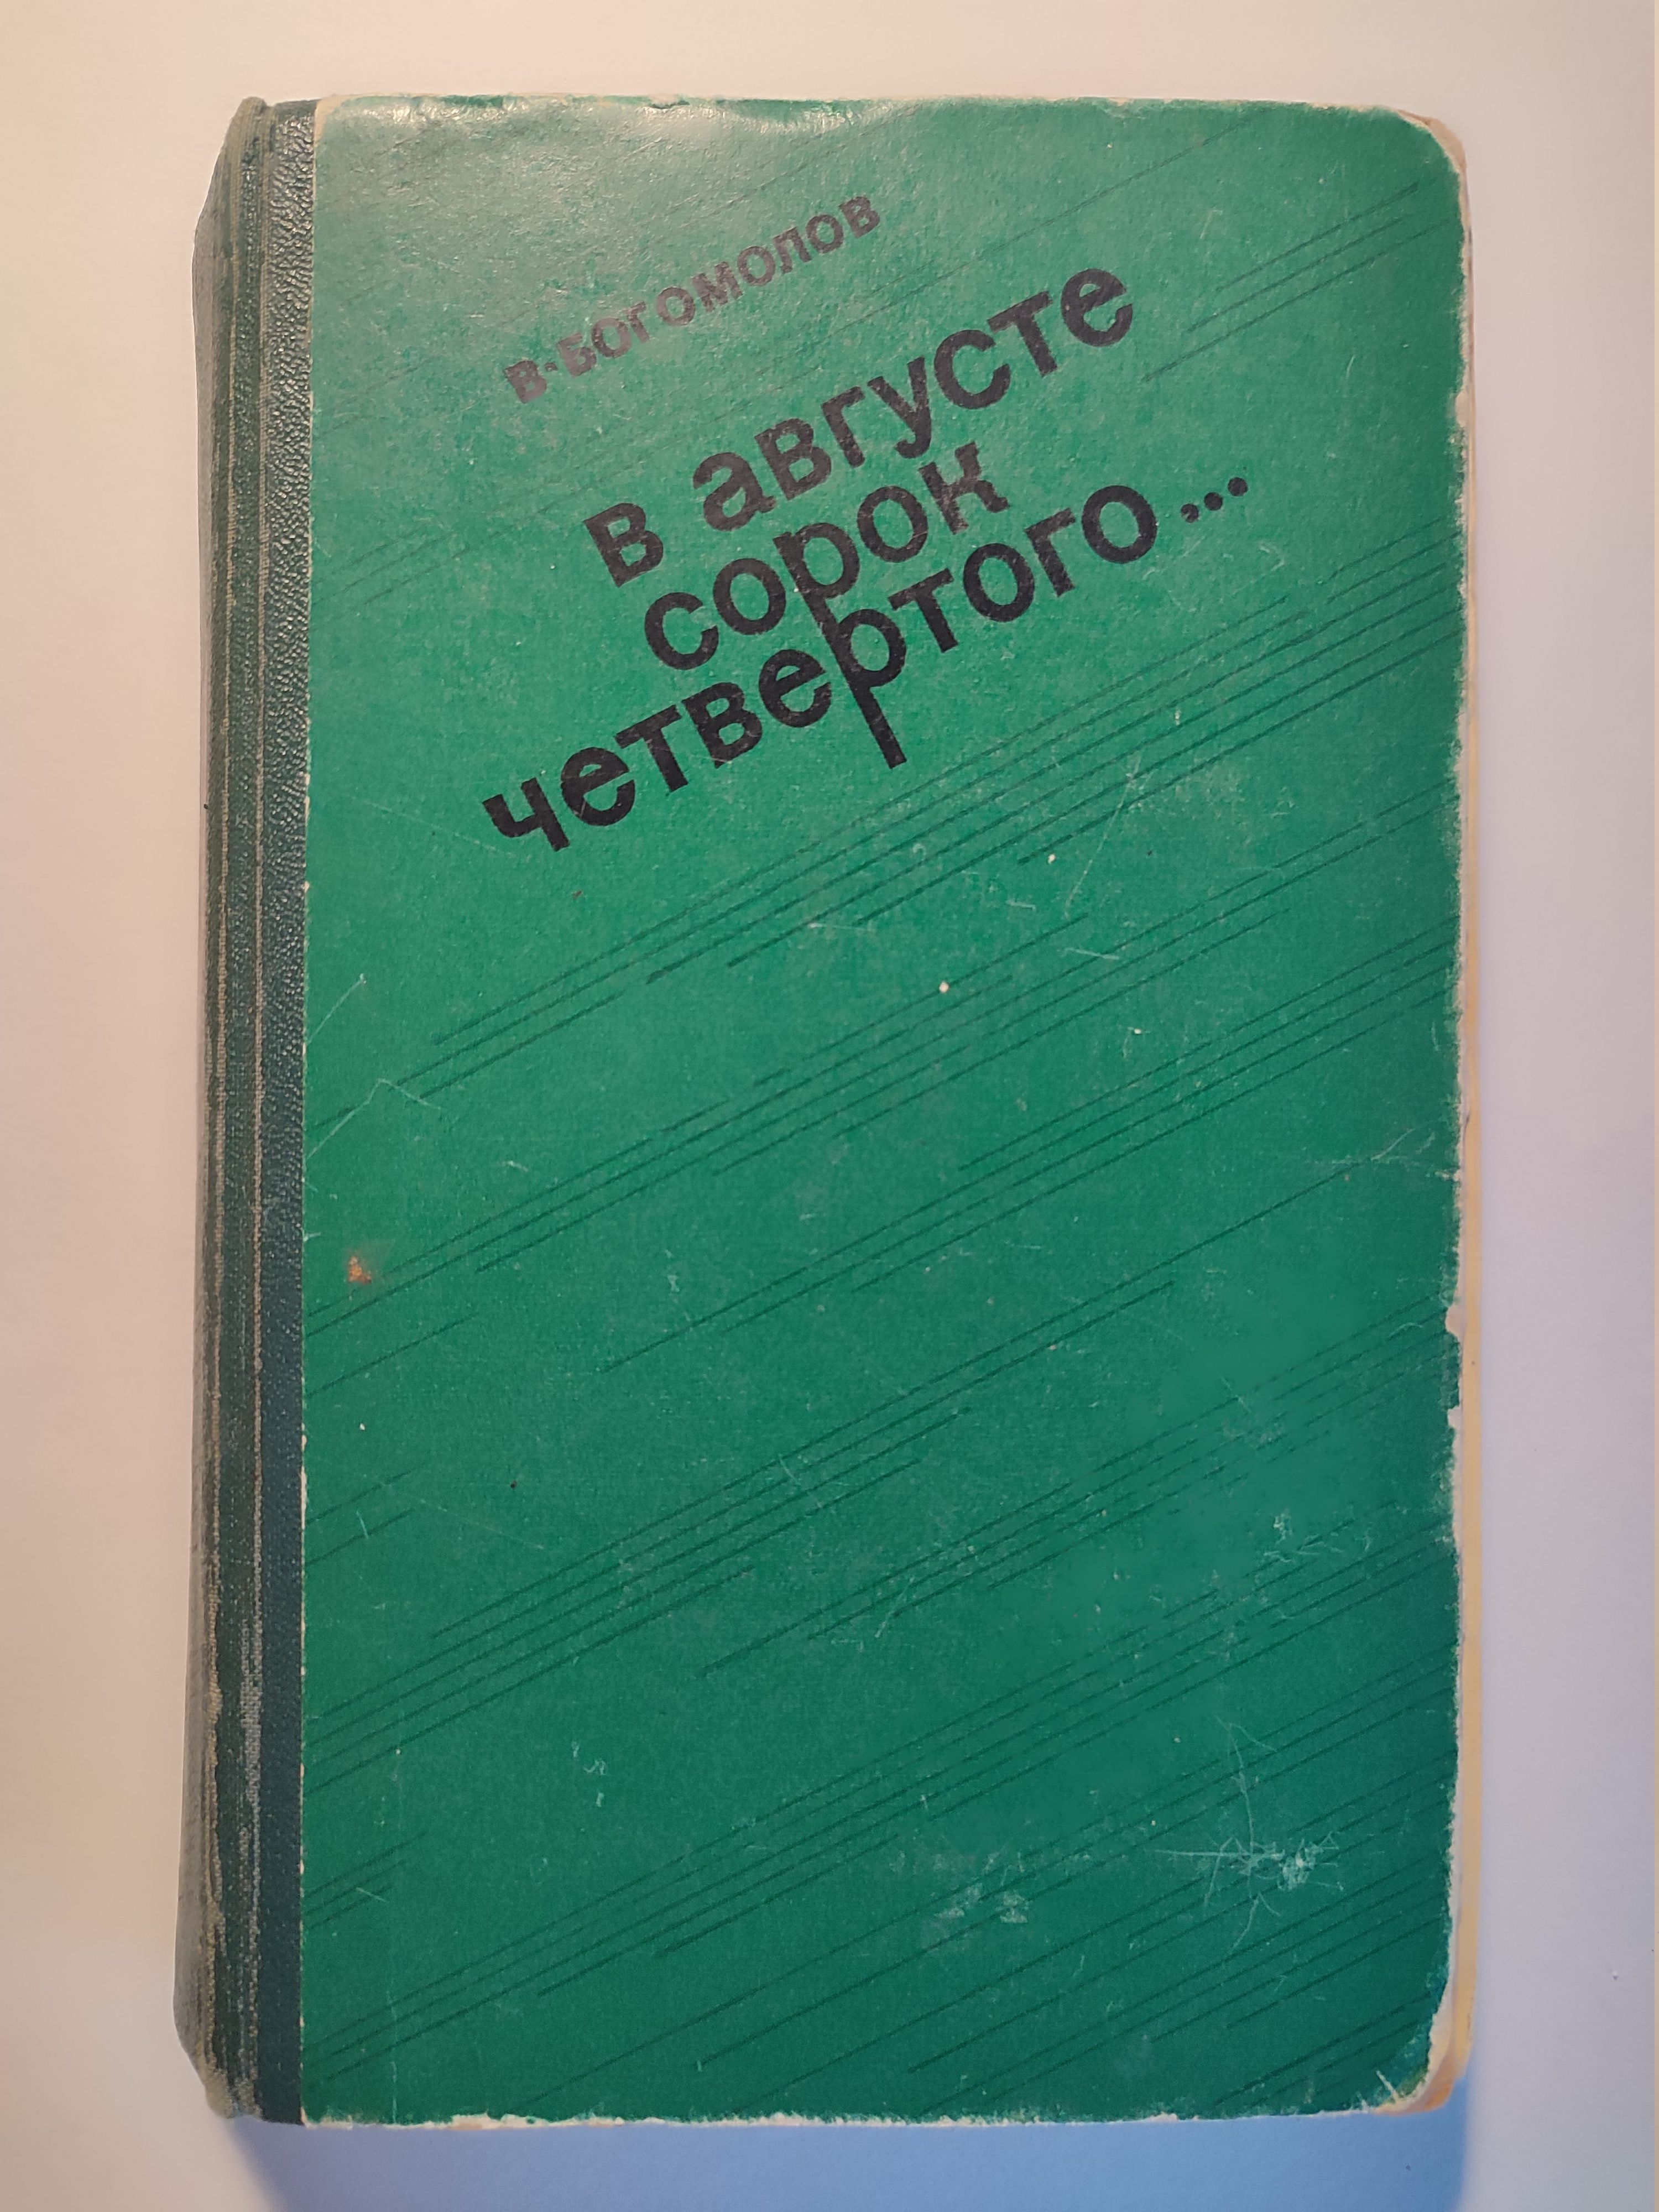 В·БОГОМОЛОВ
в августе
сорок
четвертого...